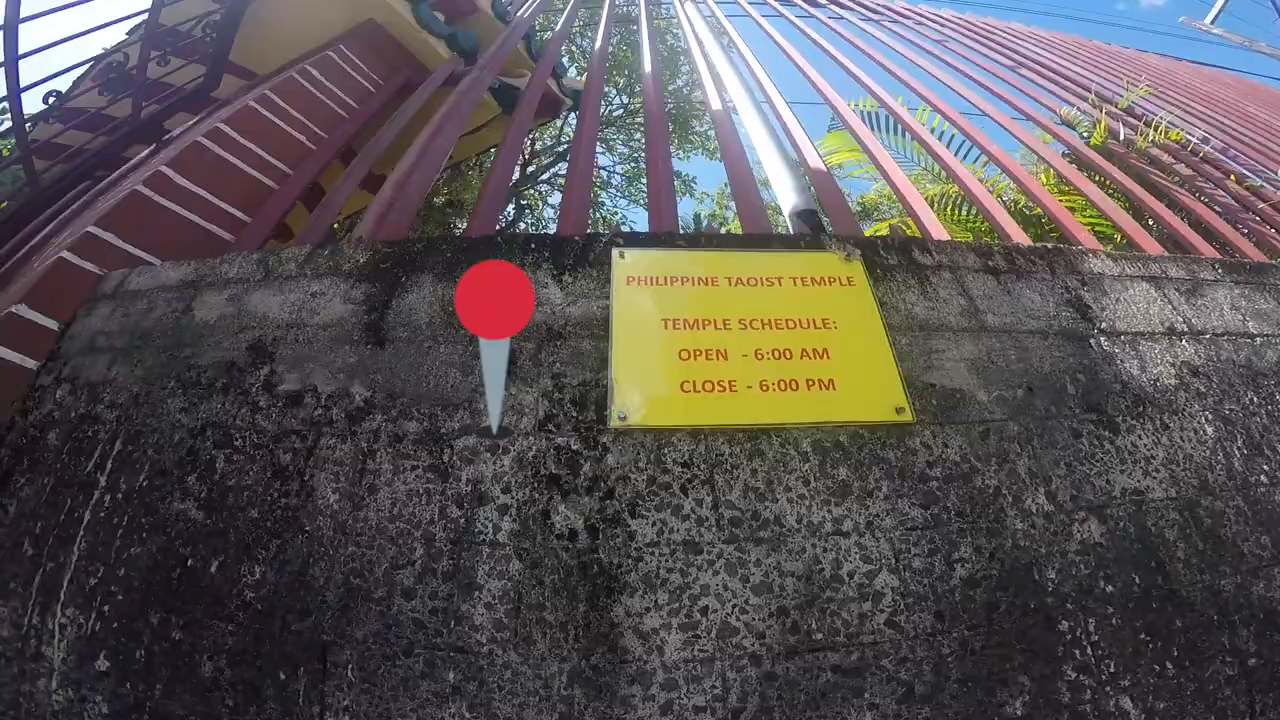 PHILIPPINE TAOIST TEMPLE
TEMPLE SCHEDULE:
OPEN - 6:00 AM
CLOSE - 6:00 PM